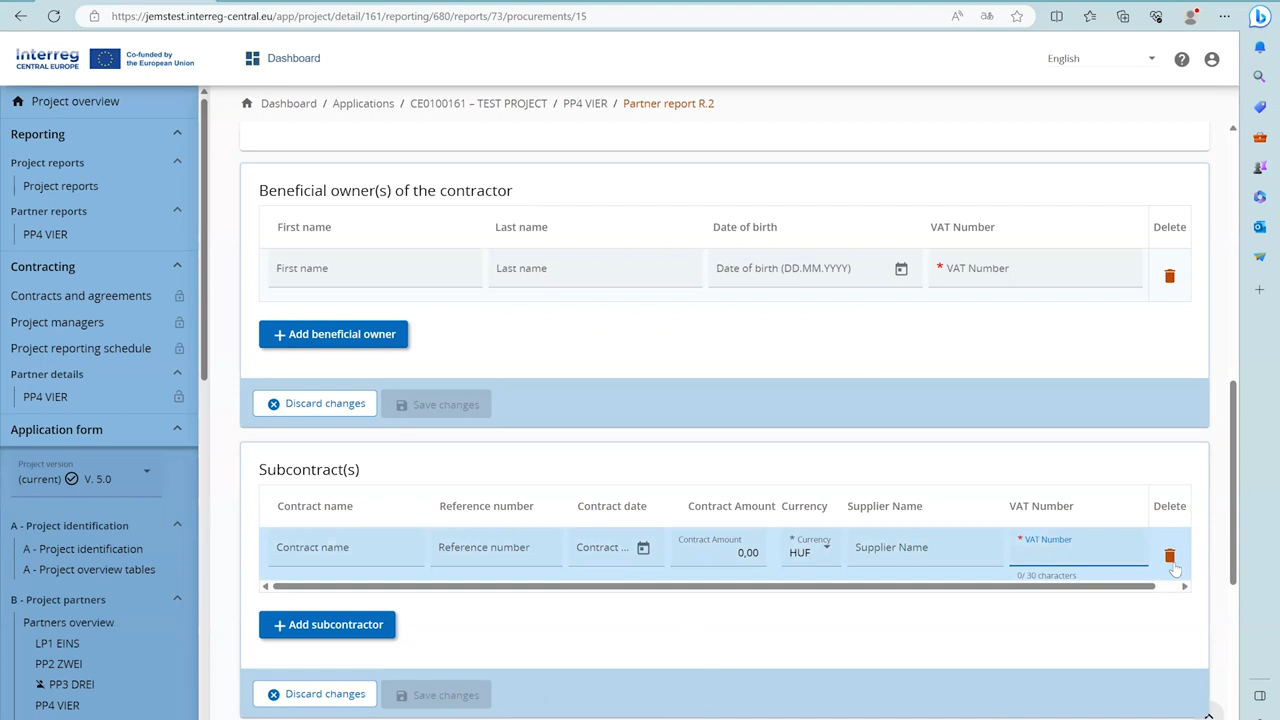 https://jemstest.interreg-central.eu/app/project/detail/161/reporting/680/reports/73/procurements/15
Interreg
CENTRAL EUROPE
Co-funded by
the European Union
Dashboard
English
Project overview
Reporting
Project reports
Project reports
Partner reports
PP4 VIER
Contracting
Contracts and agreements
Project managers
Project reporting schedule
Partner details
PP4 VIER
Application form
Project version
(current) V. 5.0
A - Project identification
A - Project identification
A - Project overview tables
B - Project partners
Partners overview
LP1 EINS
PP2 ZWEI
PP3 DREI
PP4 VIER
Dashboard / Applications / CE0100161 – TEST PROJECT / PP4 VIER / Partner report R.2
Beneficial owner(s) of the contractor
First name Last name Date of birth VAT Number Delete
First name Last name Date of birth (DD.MM.YYYY) * VAT Number
+ Add beneficial owner
Discard changes Save changes
Subcontract(s)
Contract name Reference number Contract date Contract Amount Currency Supplier Name VAT Number Delete
Contract Amount * Currency * VAT Number
Contract name Reference number Contract ... 0,00 HUF Supplier Name
0/ 30 characters
+ Add subcontractor
Discard changes Save changes